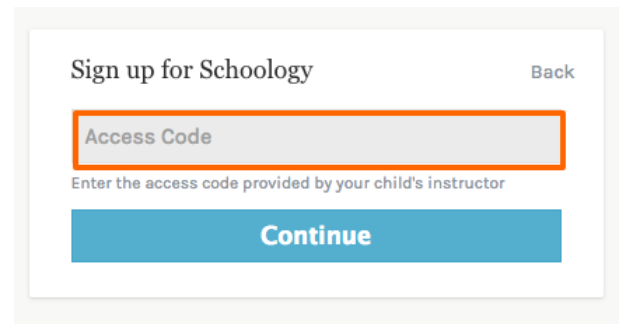 Sign up for Schoology
Back
Access Code
Enter the access code provided by your child's instructor
Continue